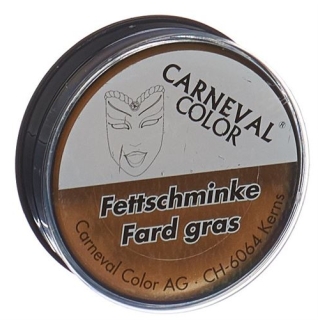 CARNEVAL
COLOR ®
Fettschminke
Fard gras
Carneval Color AG · CH-6064 Kerns